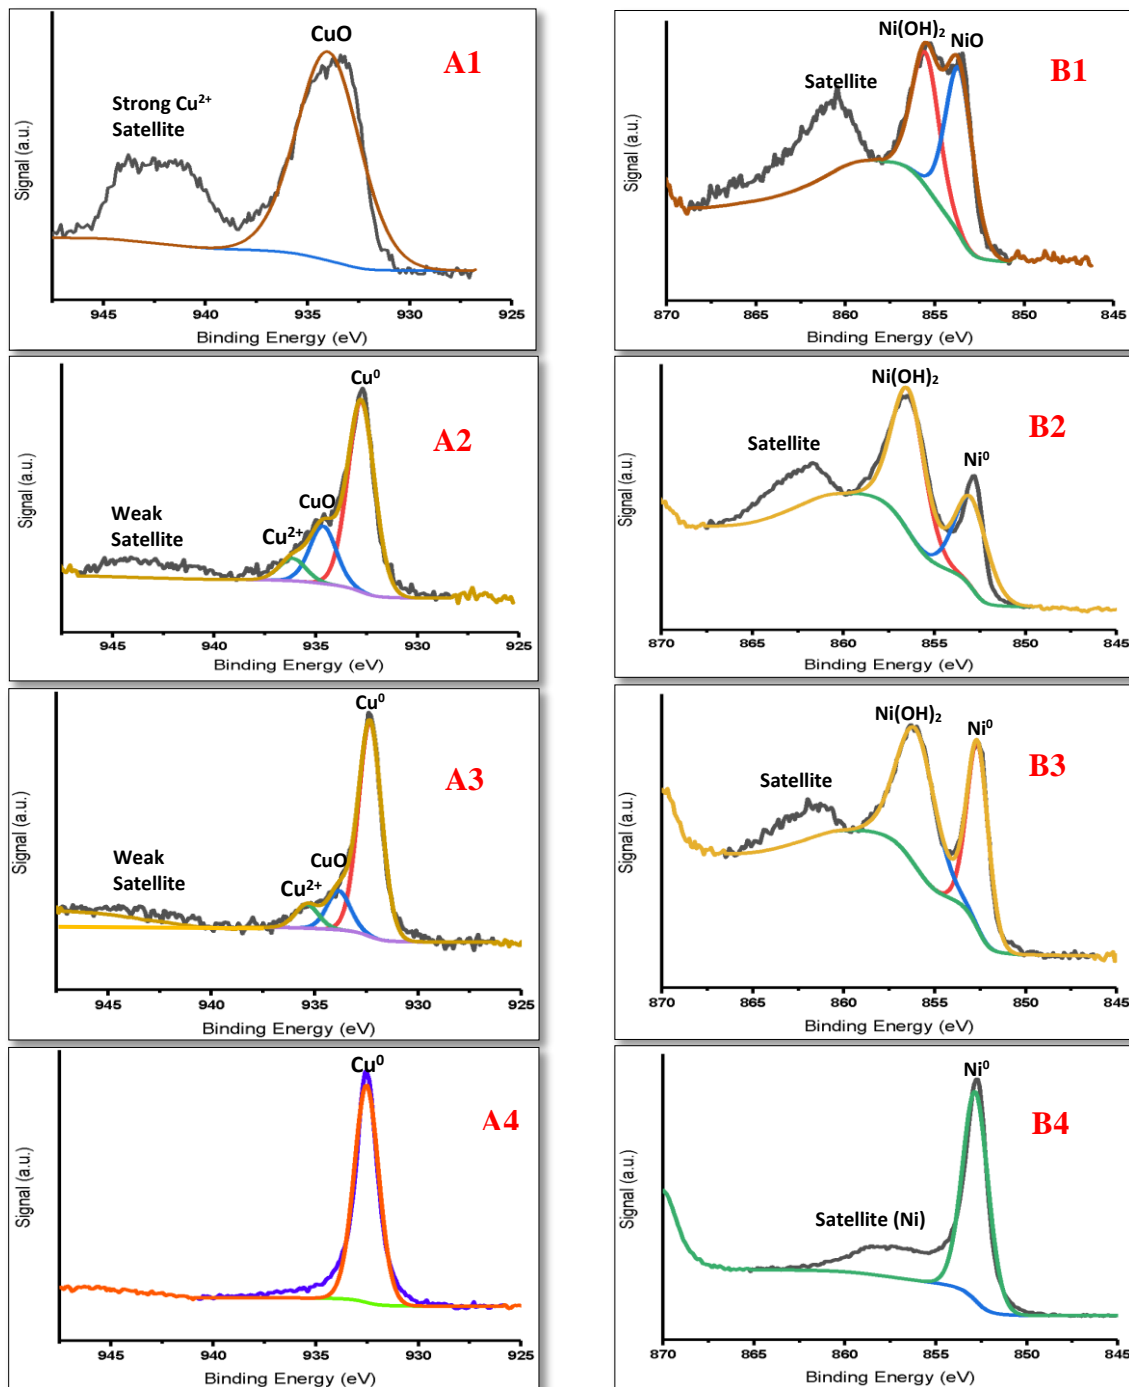 CuO
A1
Strong Cu²⁺
Satellite
Signal (a.u.)
945 940 935 930 925
Binding Energy (eV)
Ni(OH)₂ NiO
B1
Satellite
Signal (a.u.)
870 865 860 855 850 845
Binding Energy (eV)
Cu⁰
A2
CuO
Weak
Satellite
Cu²⁺
Signal (a.u.)
945 940 935 930 925
Binding Energy (eV)
Ni(OH)₂
B2
Satellite
Ni⁰
Signal (a.u.)
870 865 860 855 850 845
Binding Energy (eV)
Cu⁰
A3
Weak
Satellite
CuO
Cu²⁺
Signal (a.u.)
945 940 935 930 925
Binding Energy (eV)
Ni(OH)₂
Ni⁰
B3
Satellite
Signal (a.u.)
870 865 860 855 850 845
Binding Energy (eV)
Cu⁰
A4
Signal (a.u.)
945 940 935 930 925
Binding Energy (eV)
Ni⁰
B4
Satellite (Ni)
Signal (a.u.)
870 865 860 855 850 845
Binding Energy (eV)